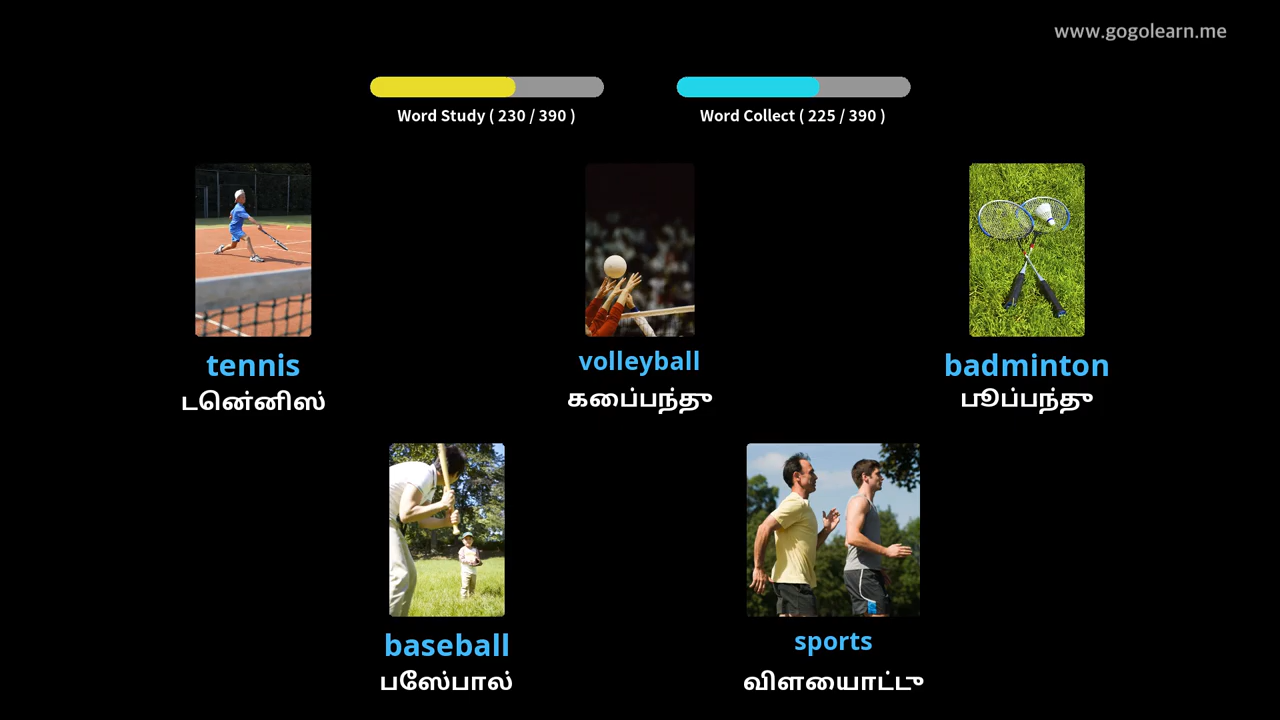 www.gogolearn.me
Word Study ( 230 / 390 )
Word Collect ( 225 / 390 )
tennis
volleyball
badminton
டென்னிஸ்
கைப்பந்து
பூப்பந்து
baseball
sports
பேஸ்பால்
விளையாட்டு